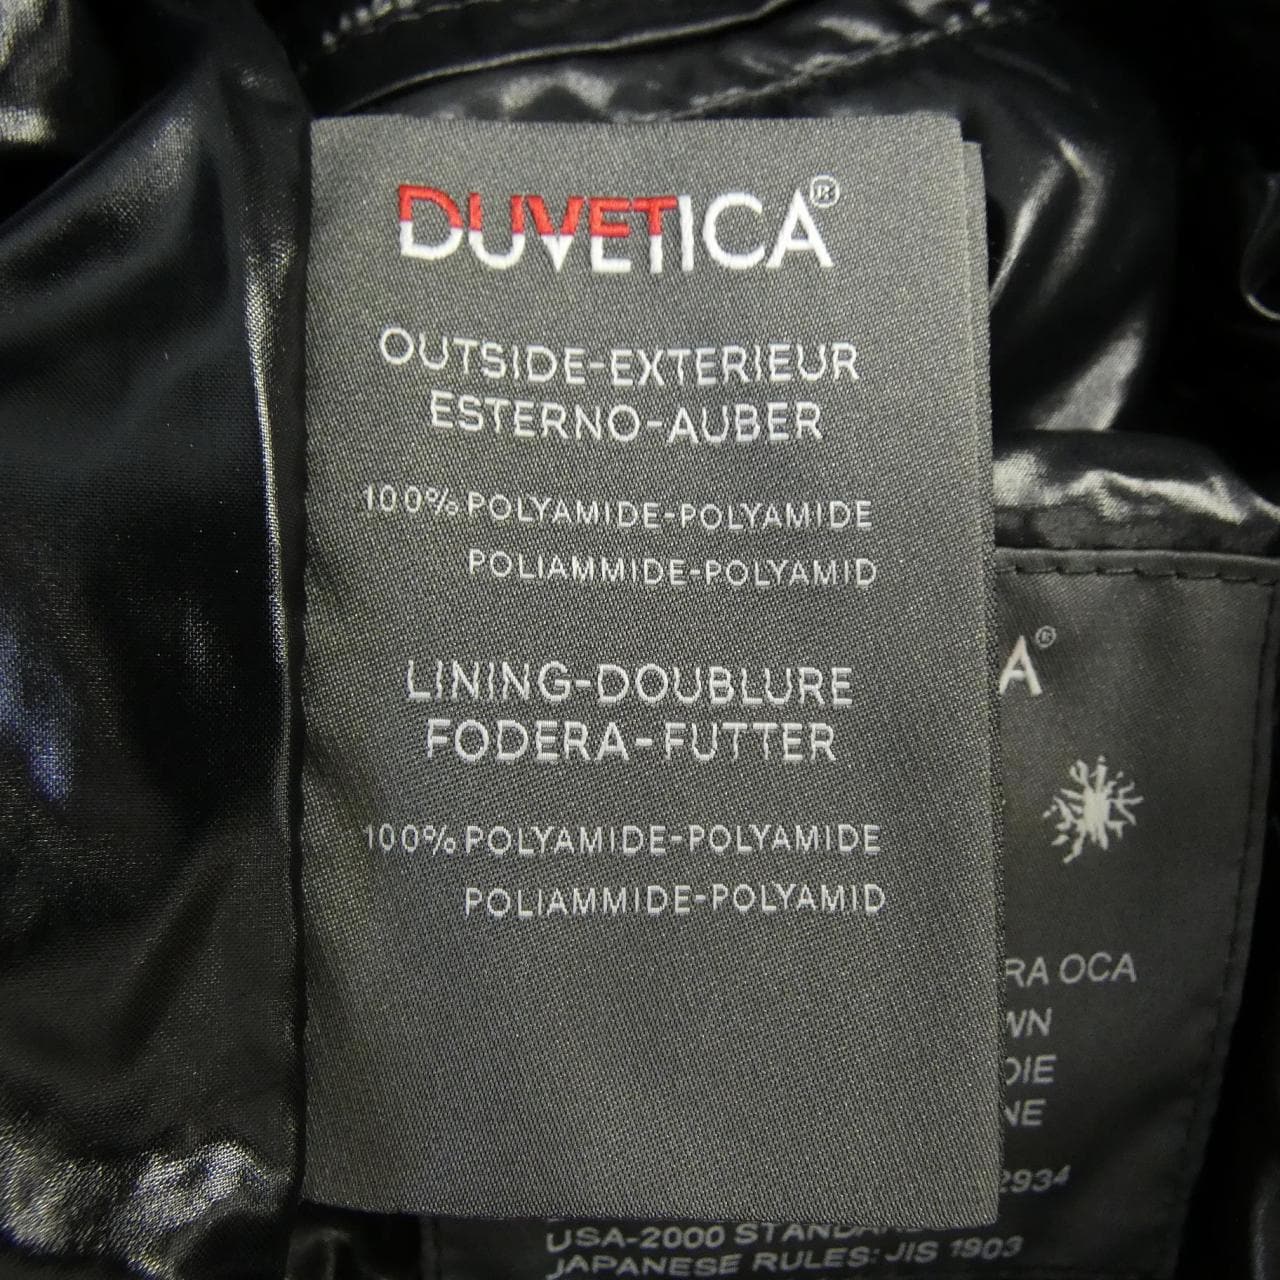 DUVETICA®
OUTSIDE-EXTERIEUR
ESTERNO-AUBER
100% POLYAMIDE-POLYAMIDE
POLIAMMIDE-POLYAMID
LINING-DOUBLURE
FODERA-FUTTER
100% POLYAMIDE-POLYAMIDE
POLIAMMIDE-POLYAMID
A®
RA OCA
WN
OIE
NE
2934
USA-2000 STANDA
JAPANESE RULES: JIS 1903